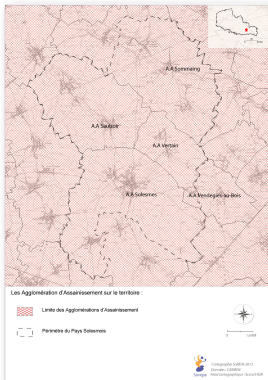 A.A Sommaing
A.A Saulzoir
A.A Vertain
A.A Solesmes
A.A Vendegies-au-Bois
Les Agglomération d'Assainissement sur le territoire :
Limite des Agglomérations d'Assainissement
Périmètre du Pays Solesmois